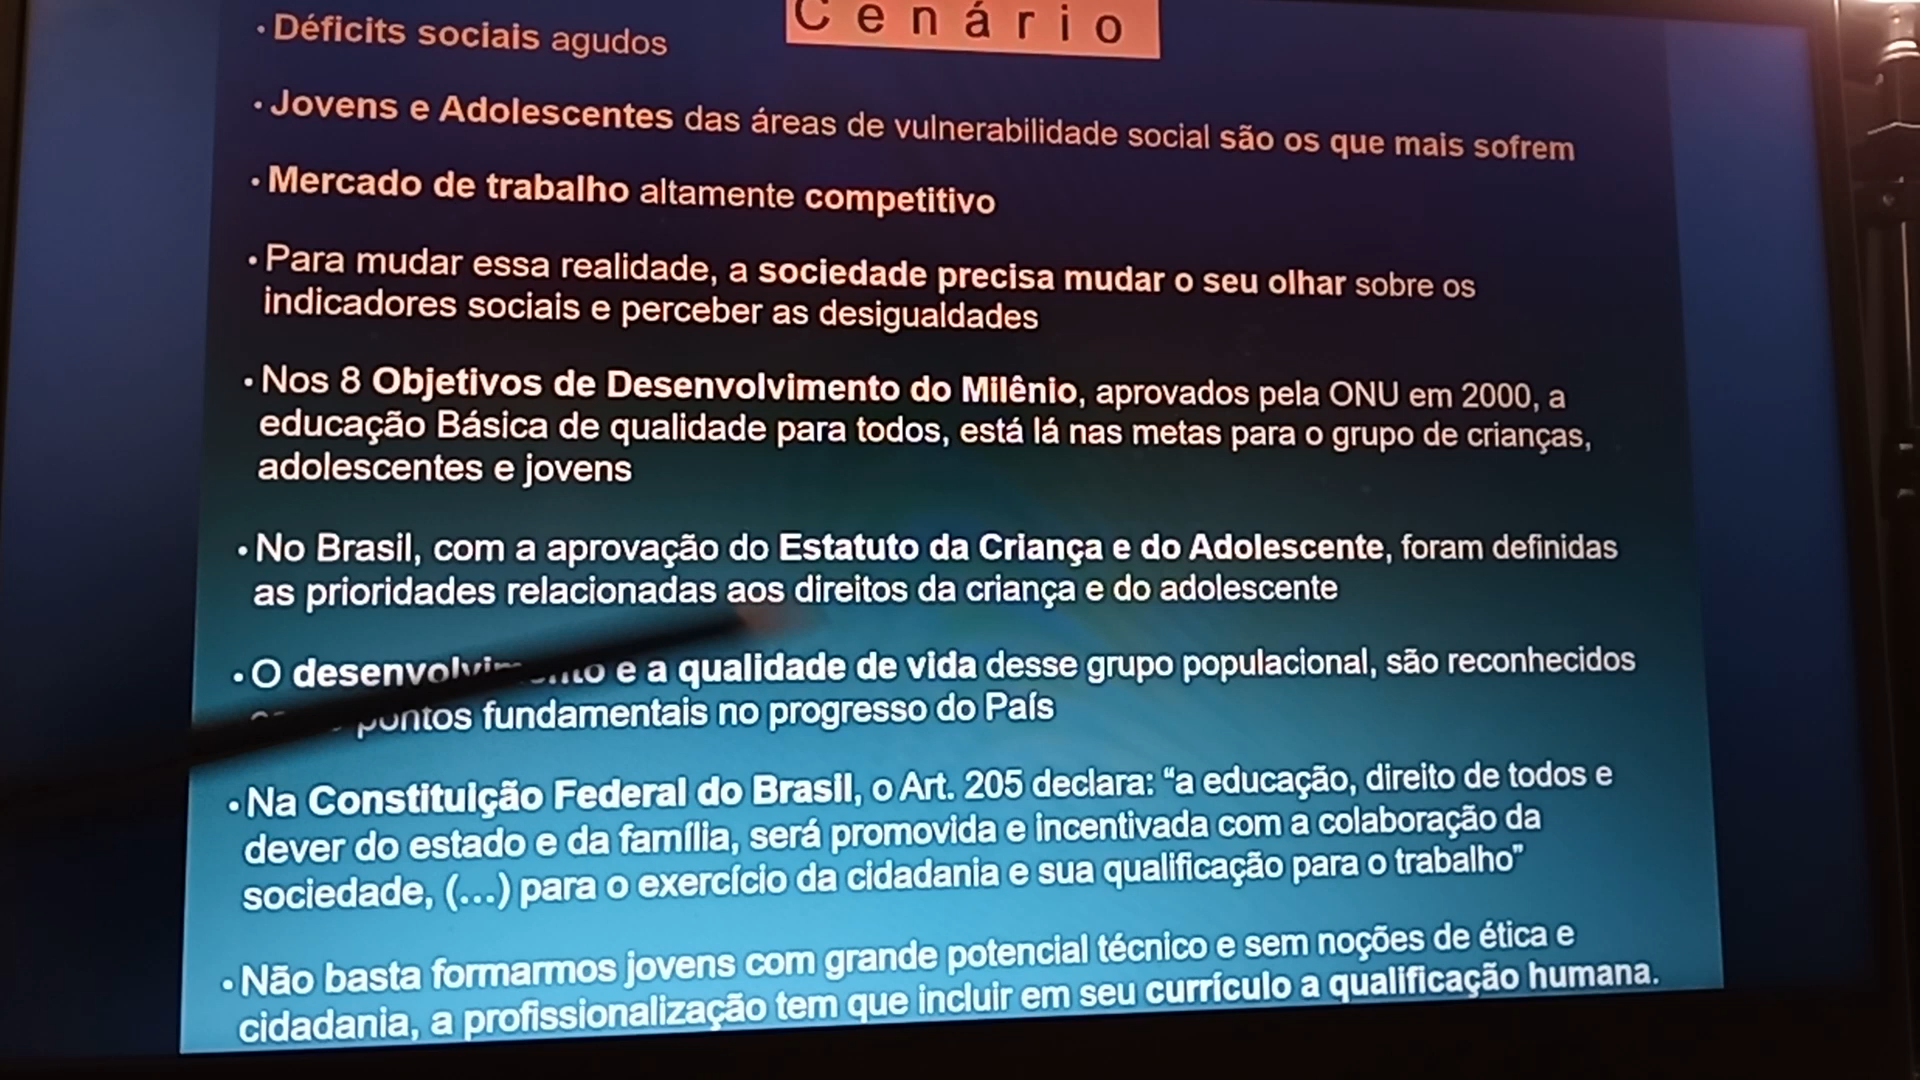 Cenário
• Déficits sociais agudos
• Jovens e Adolescentes das áreas de vulnerabilidade social são os que mais sofrem
• Mercado de trabalho altamente competitivo
• Para mudar essa realidade, a sociedade precisa mudar o seu olhar sobre os
indicadores sociais e perceber as desigualdades
• Nos 8 Objetivos de Desenvolvimento do Milênio, aprovados pela ONU em 2000, a
educação Básica de qualidade para todos, está lá nas metas para o grupo de crianças,
adolescentes e jovens
• No Brasil, com a aprovação do Estatuto da Criança e do Adolescente, foram definidas
as prioridades relacionadas aos direitos da criança e do adolescente
• O desenvolvimento e a qualidade de vida desse grupo populacional, são reconhecidos
pontos fundamentais no progresso do País
• Na Constituição Federal do Brasil, o Art. 205 declara: “a educação, direito de todos e
dever do estado e da família, será promovida e incentivada com a colaboração da
sociedade, (...) para o exercício da cidadania e sua qualificação para o trabalho”
• Não basta formarmos jovens com grande potencial técnico e sem noções de ética e
cidadania, a profissionalização tem que incluir em seu currículo a qualificação humana.